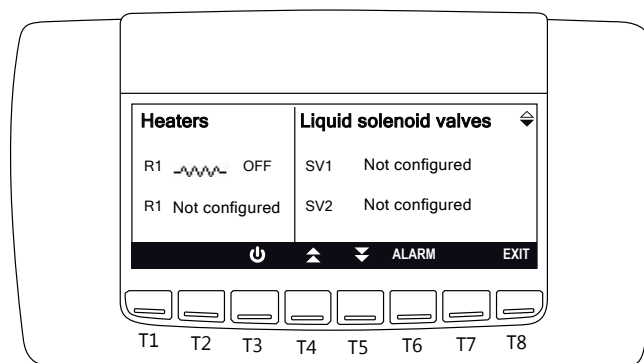 Heaters
R1 OFF
R1 Not configured
Liquid solenoid valves
SV1 Not configured
SV2 Not configured
ALARM EXIT
T1 T2 T3 T4 T5 T6 T7 T8